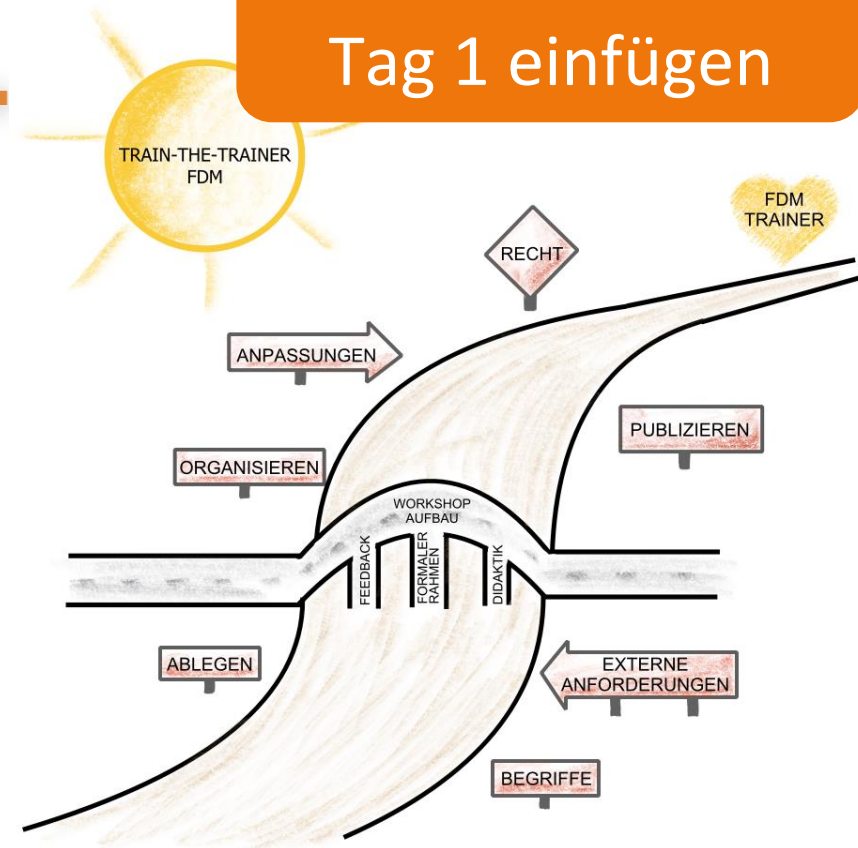 Tag 1 einfügen
TRAIN-THE-TRAINER
FDM
FDM
TRAINER
RECHT
ANPASSUNGEN
PUBLIZIEREN
ORGANISIEREN
WORKSHOP
AUFBAU
FEEDBACK
FORMALER
RAHMEN
DIDAKTIK
ABLEGEN
EXTERNE
ANFORDERUNGEN
BEGRIFFE